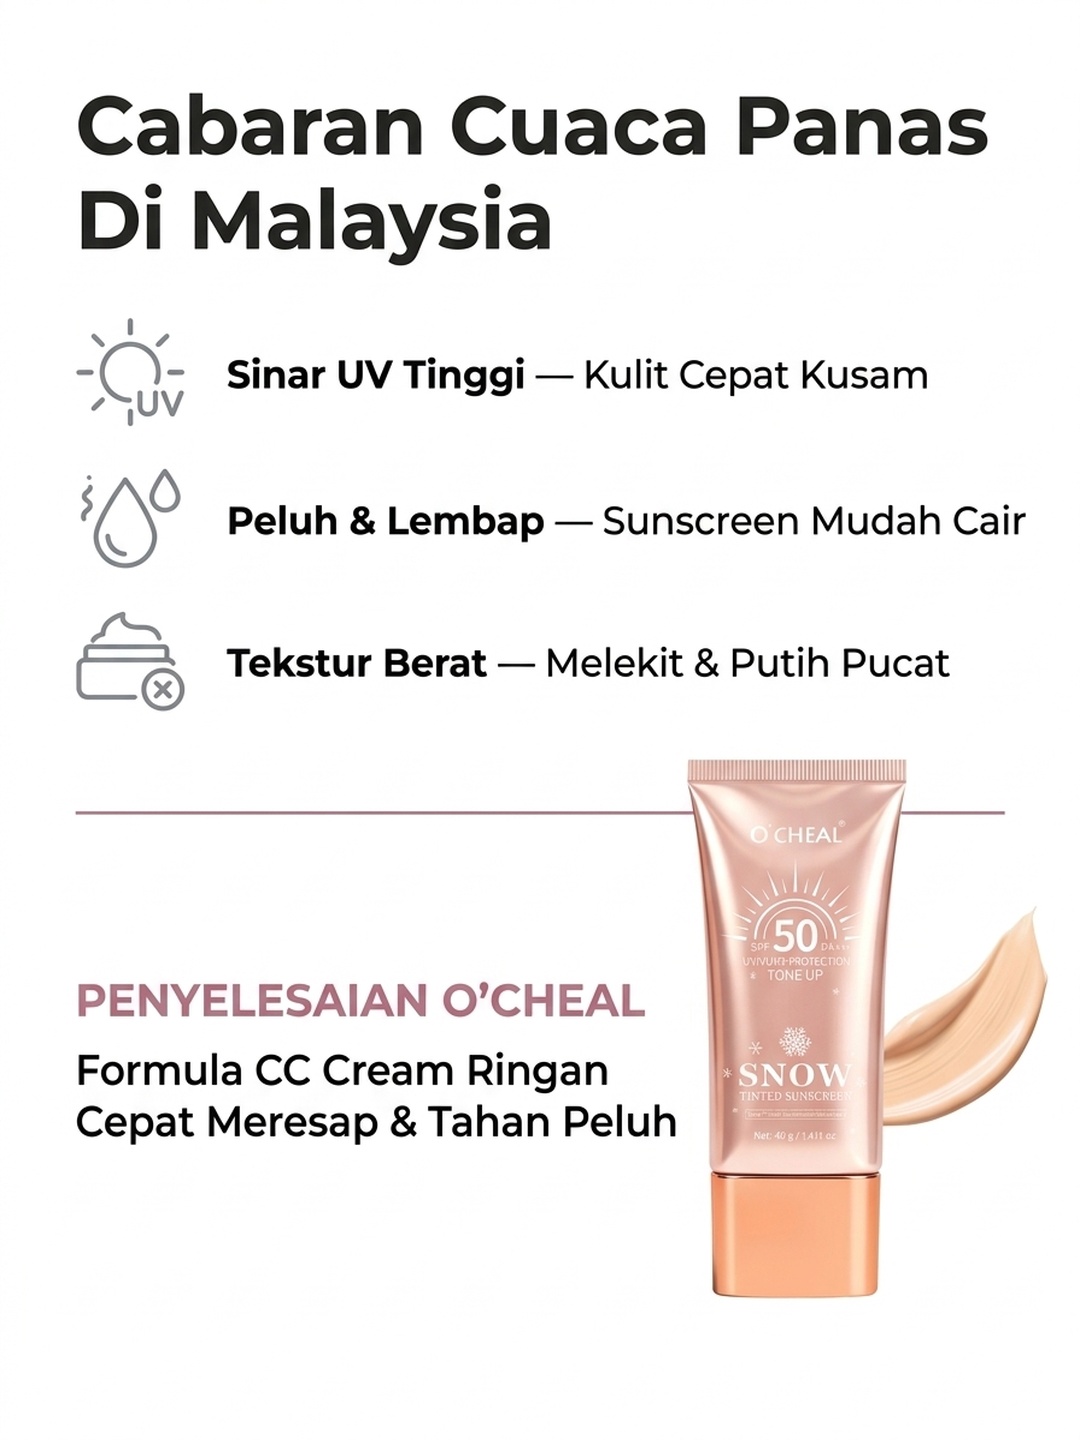 Cabaran Cuaca Panas
Di Malaysia
UV
Sinar UV Tinggi — Kulit Cepat Kusam
Peluh & Lembap — Sunscreen Mudah Cair
Tekstur Berat — Melekit & Putih Pucat
O'CHEAL
SPF 50 PA
TONE UP
SNOW
TINTED SUNSCREEN
Net: 40 g / 1.41 oz
PENYELESAIAN O’CHEAL
Formula CC Cream Ringan
Cepat Meresap & Tahan Peluh